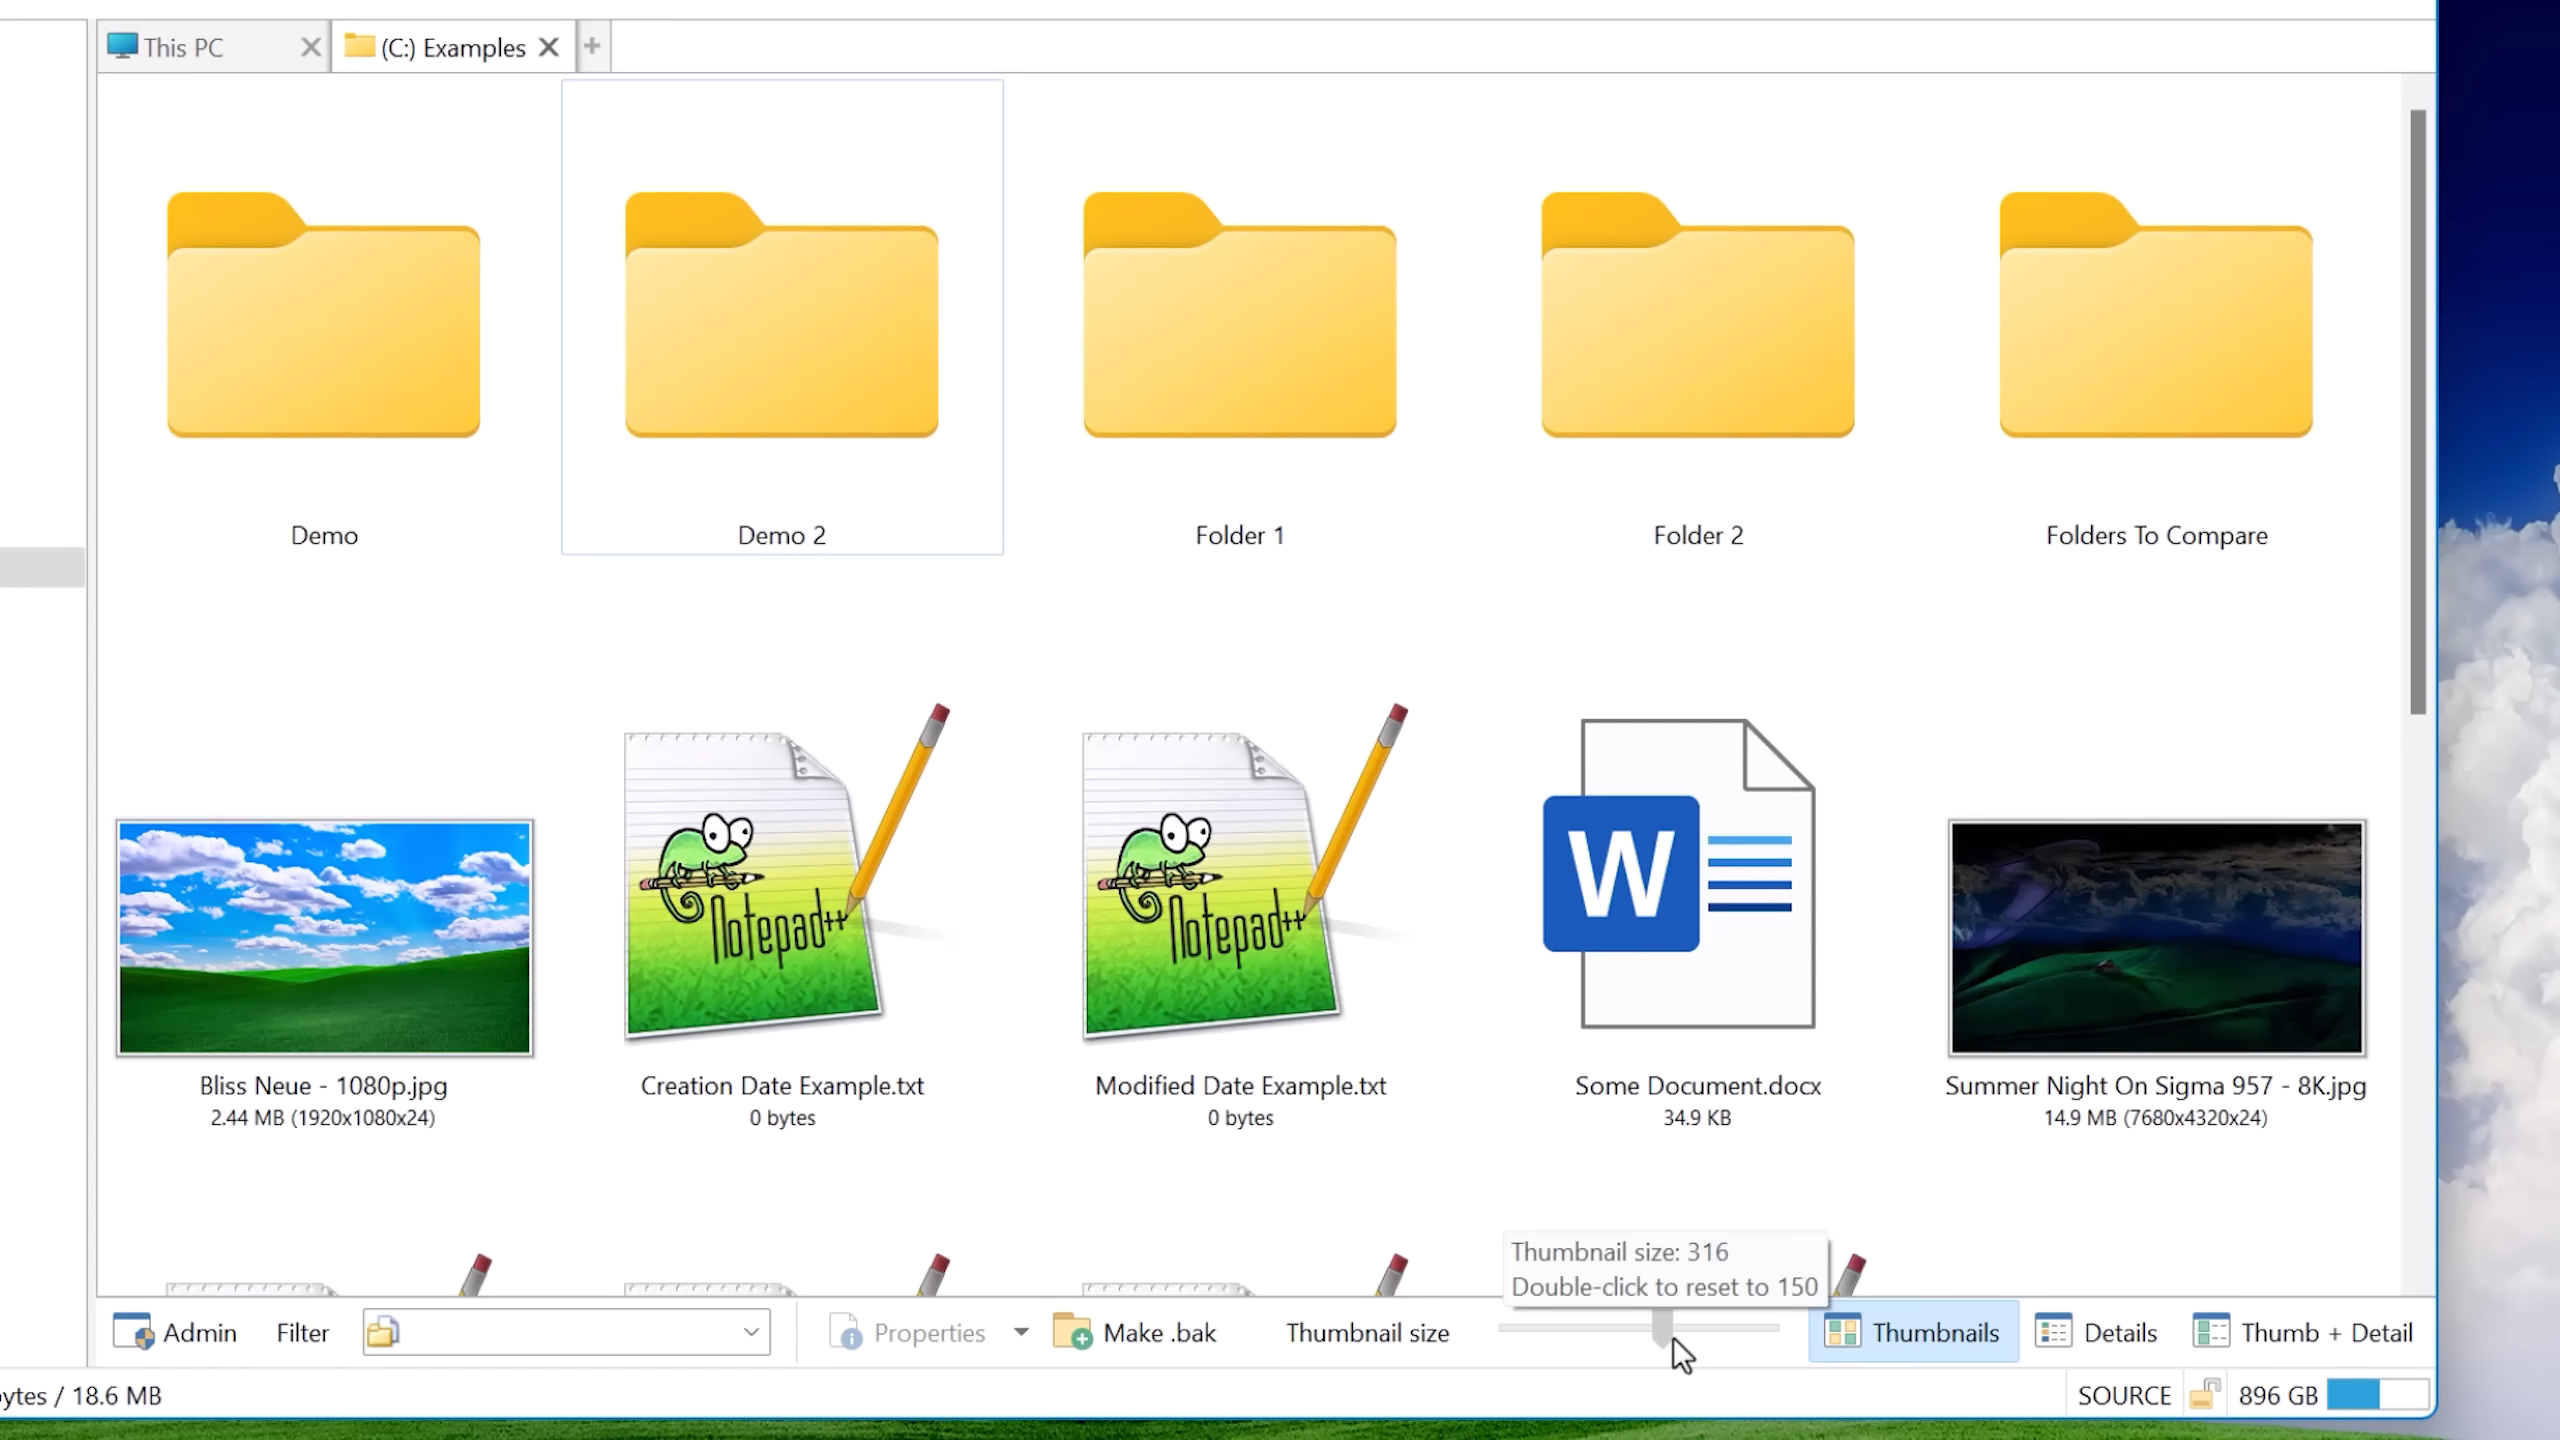 This PC
(C:) Examples
Demo
Demo 2
Folder 1
Folder 2
Folders To Compare
Notepad++
Notepad++
W
Bliss Neue - 1080p.jpg
2.44 MB (1920x1080x24)
Creation Date Example.txt
0 bytes
Modified Date Example.txt
0 bytes
Some Document.docx
34.9 KB
Summer Night On Sigma 957 - 8K.jpg
14.9 MB (7680x4320x24)
Thumbnail size: 316
Double-click to reset to 150
Admin
Filter
Properties
Make .bak
Thumbnail size
Thumbnails
Details
Thumb + Detail
ytes / 18.6 MB
SOURCE
896 GB